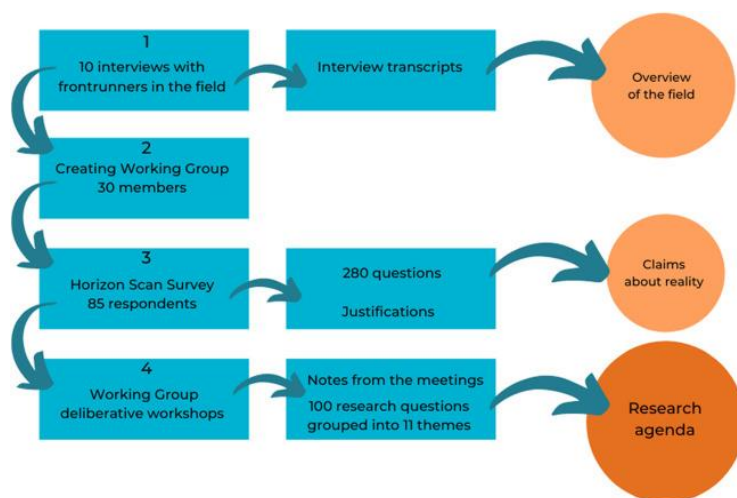 1
10 interviews with
frontrunners in the field
Interview transcripts
Overview
of the field
2
Creating Working Group
30 members
3
Horizon Scan Survey
85 respondents
280 questions
Justifications
Claims
about reality
4
Working Group
deliberative workshops
Notes from the meetings
100 research questions
grouped into 11 themes
Research
agenda